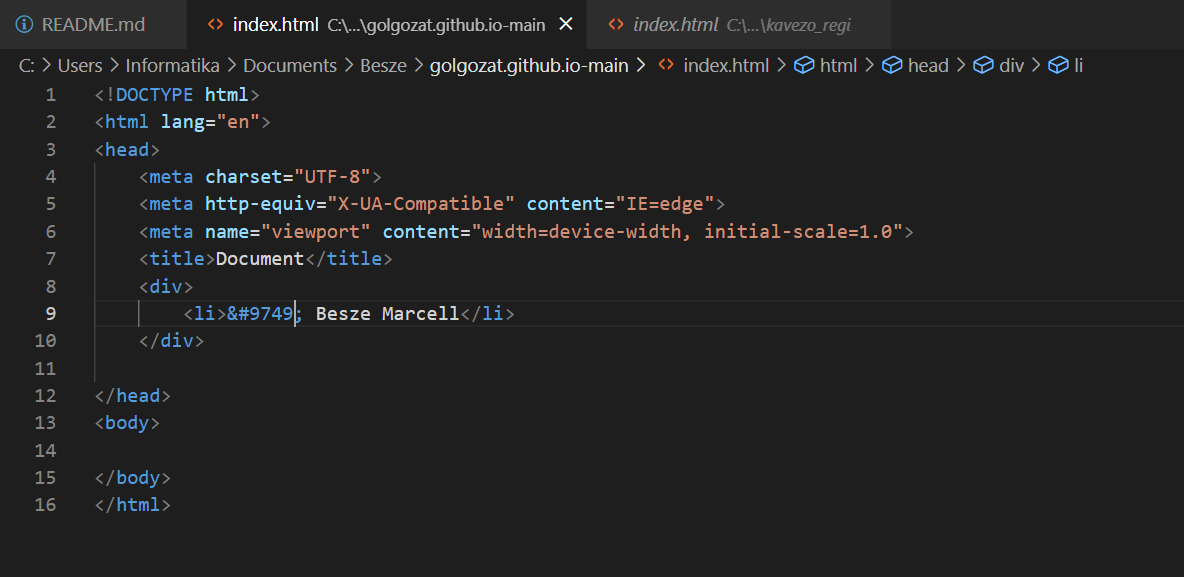 README.md index.html C:\...\golgozat.github.io-main index.html C:\...\kavezo_regi
C: > Users > Informatika > Documents > Besze > golgozat.github.io-main > index.html > html > head > div > li
1 <!DOCTYPE html>
2 <html lang="en">
3 <head>
4 <meta charset="UTF-8">
5 <meta http-equiv="X-UA-Compatible" content="IE=edge">
6 <meta name="viewport" content="width=device-width, initial-scale=1.0">
7 <title>Document</title>
8 <div>
9 <li>&#9749; Besze Marcell</li>
10 </div>
11
12 </head>
13 <body>
14
15 </body>
16 </html>